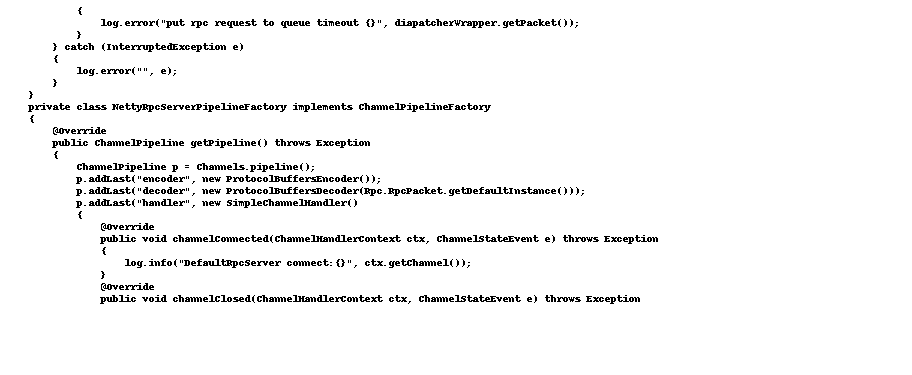 {
log.error("put rpc request to queue timeout {}", diapatcherWrapper.getPacket());
}
} catch (InterruptedException e)
{
log.error("", e);
}
}
private class NettyRpcServerPipelineFactory implements ChannelPipelineFactory
{
@Override
public ChannelPipeline getPipeline() throws Exception
{
ChannelPipeline p = Channels.pipeline();
p.addLast("encoder", new ProtocolBuffersEncoder());
p.addLast("decoder", new ProtocolBuffersDecoder(Rpc.RpcPacket.getDefaultInstance()));
p.addLast("handler", new SimpleChannelHandler()
{
@Override
public void channelConnected(ChannelHandlerContext ctx, ChannelStateEvent e) throws Exception
{
log.info("DefaultRpcServer connect:{}", ctx.getChannel());
}
@Override
public void channelClosed(ChannelHandlerContext ctx, ChannelStateEvent e) throws Exception